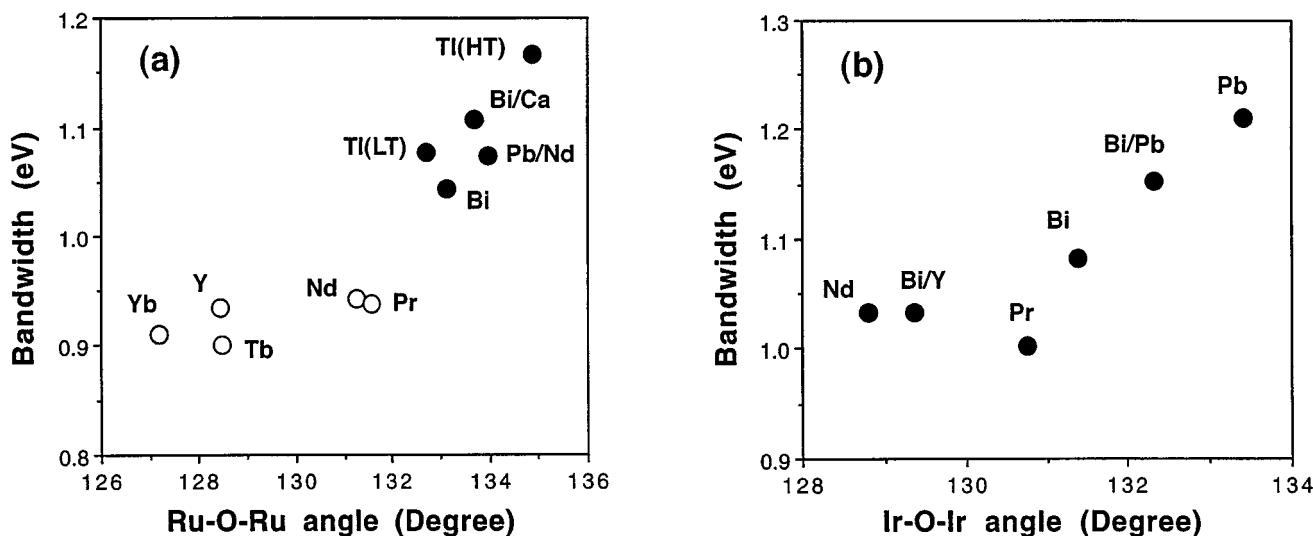 (a)
Bandwidth (eV)
1.2
1.1
1.0
0.9
0.8
Tl(HT)
Bi/Ca
Tl(LT)
Pb/Nd
Bi
Nd
Pr
Y
Yb
Tb
126 128 130 132 134 136
Ru-O-Ru angle (Degree)
(b)
Bandwidth (eV)
1.3
1.2
1.1
1.0
0.9
Pb
Bi/Pb
Bi
Nd
Bi/Y
Pr
128 130 132 134
Ir-O-Ir angle (Degree)